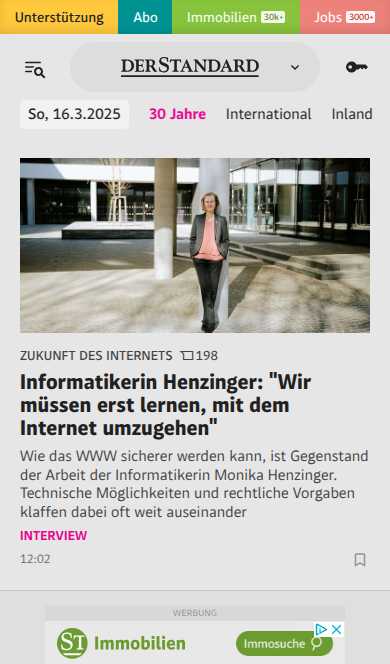 Unterstützung Abo Immobilien 30k+ Jobs 3000+
DERSTANDARD
So, 16.3.2025 30 Jahre International Inland
ZUKUNFT DES INTERNETS 198
Informatikerin Henzinger: "Wir
müssen erst lernen, mit dem
Internet umzugehen"
Wie das WWW sicherer werden kann, ist Gegenstand
der Arbeit der Informatikerin Monika Henzinger.
Technische Möglichkeiten und rechtliche Vorgaben
klaffen dabei oft weit auseinander
INTERVIEW
12:02
WERBUNG
ST Immobilien Immosuche